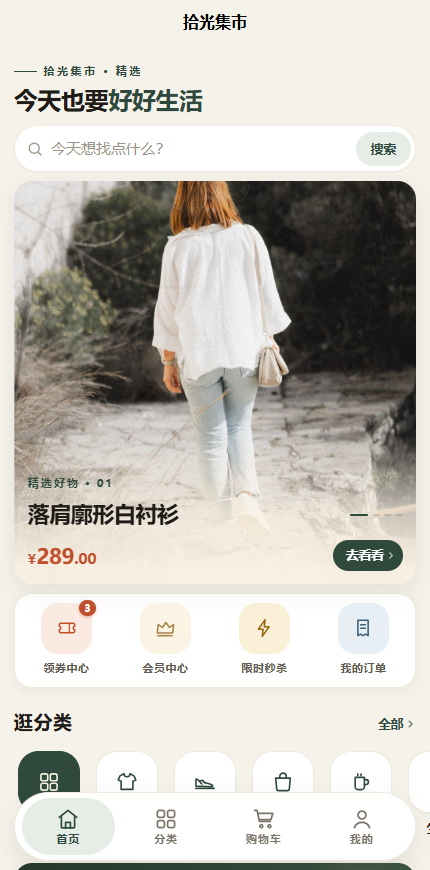 拾光集市
拾光集市 • 精选
今天也要好好生活
今天想找点什么?
搜索
精选好物 • 01
落肩廓形白衬衫
¥289.00
去看看
3
领券中心
会员中心
限时秒杀
我的订单
逛分类
全部
首页
分类
购物车
我的